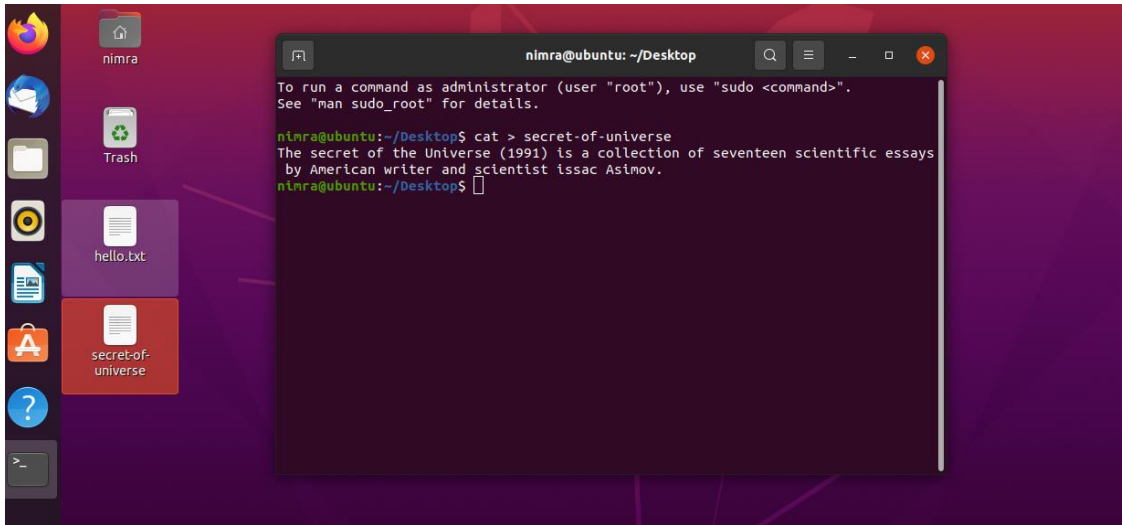 nimra
Trash
hello.txt
secret-of-
universe
nimra@ubuntu: ~/Desktop
To run a command as administrator (user "root"), use "sudo <command>".
See "man sudo_root" for details.
nimra@ubuntu:~/Desktop$ cat > secret-of-universe
The secret of the Universe (1991) is a collection of seventeen scientific essays
by American writer and scientist issac Asimov.
nimra@ubuntu:~/Desktop$